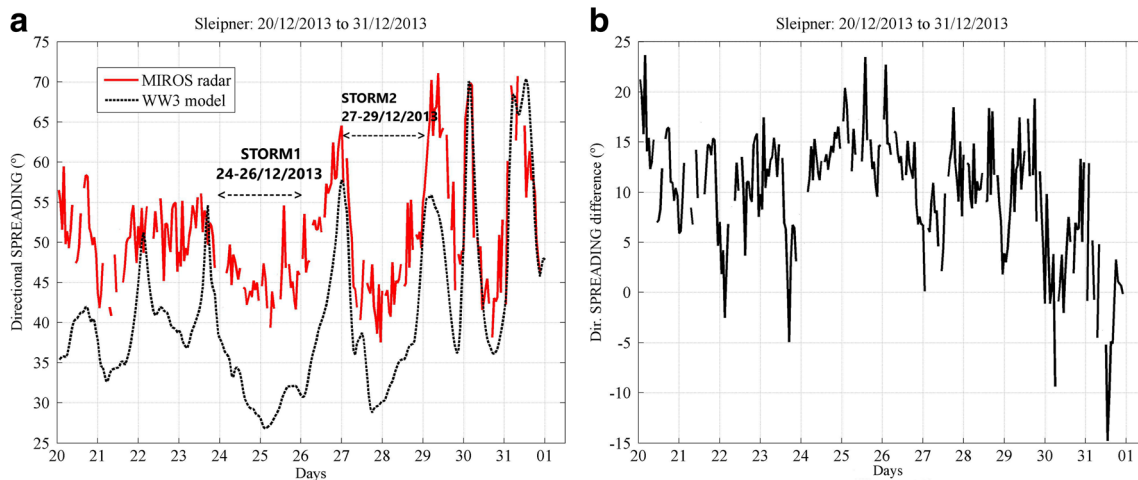 a
Sleipner: 20/12/2013 to 31/12/2013
75
70
65
60
55
50
45
40
35
30
25
Directional SPREADING (°)
MIROS radar
WW3 model
STORM2
27-29/12/2013
STORM1
24-26/12/2013
20 21 22 23 24 25 26 27 28 29 30 31 01
Days
b
Sleipner: 20/12/2013 to 31/12/2013
25
20
15
10
5
0
-5
-10
-15
Dir. SPREADING difference (°)
20 21 22 23 24 25 26 27 28 29 30 31 01
Days